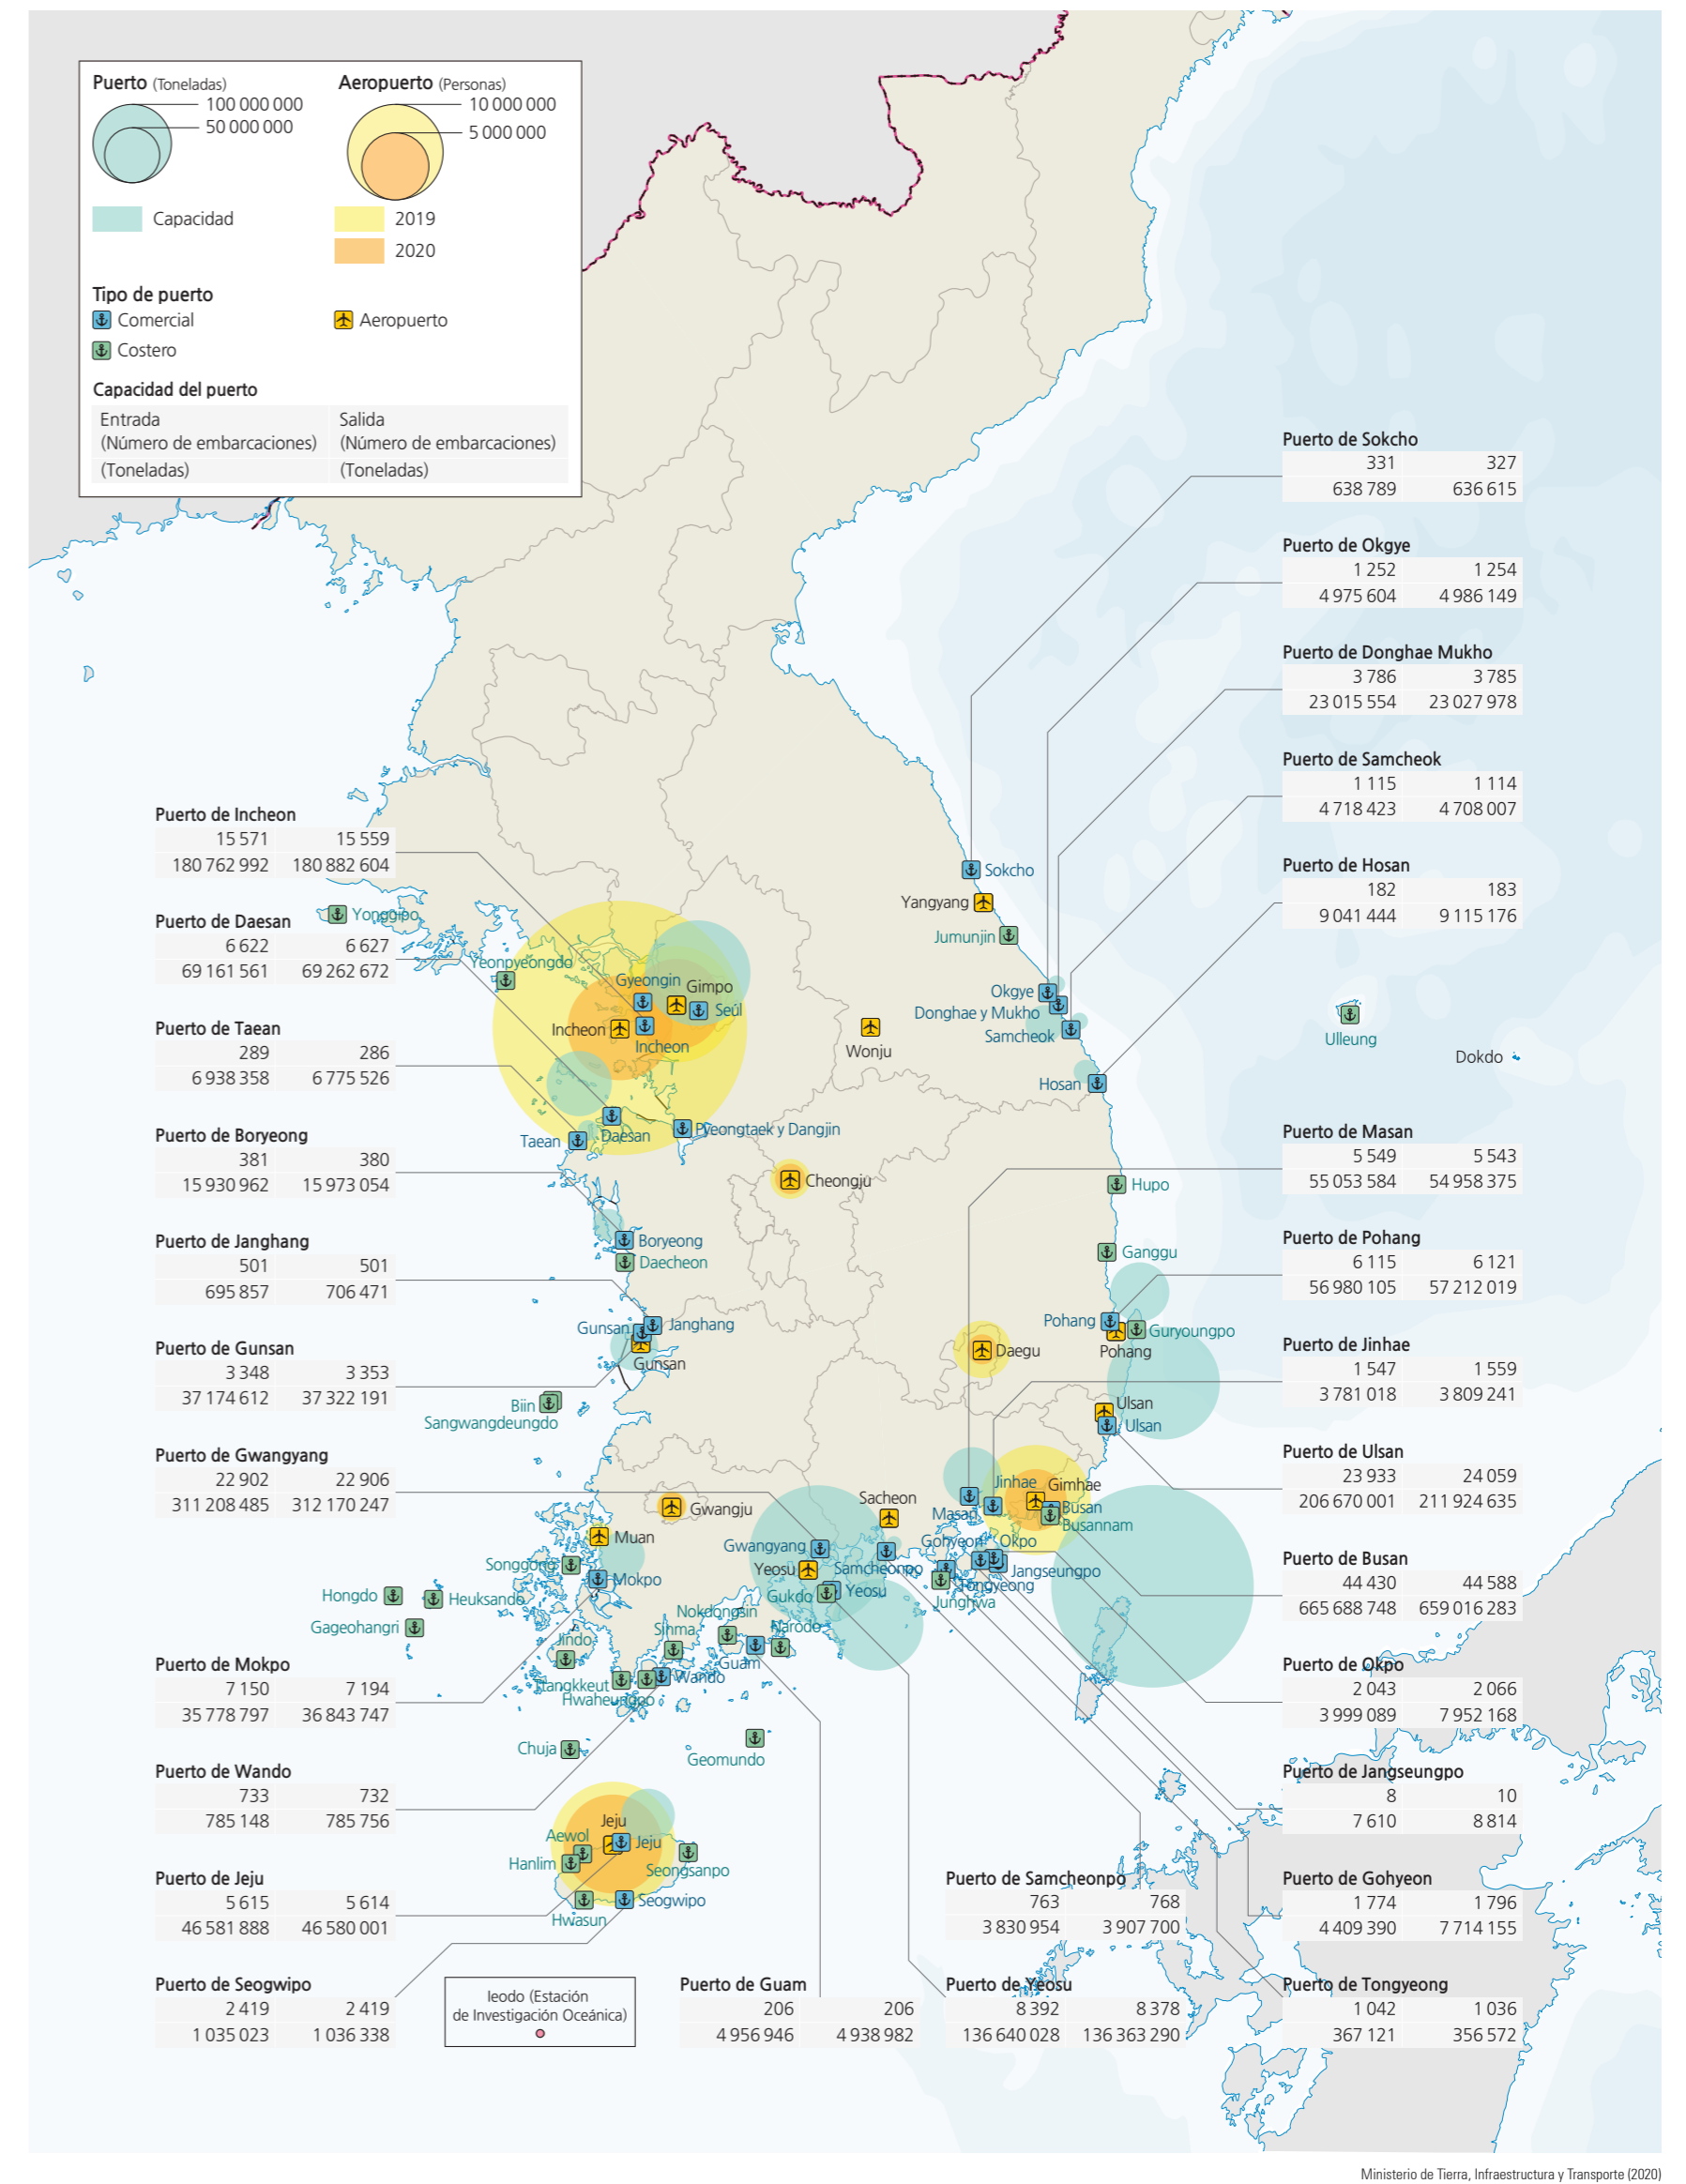 Puerto (Toneladas)
100 000 000
50 000 000
Capacidad
Aeropuerto (Personas)
10 000 000
5 000 000
2019
2020
Tipo de puerto
Comercial
Costero
Aeropuerto
Capacidad del puerto
Entrada Salida
(Número de embarcaciones) (Número de embarcaciones)
(Toneladas) (Toneladas)
Puerto de Incheon
15 571 15 559
180 762 992 180 882 604
Puerto de Daesan
6 622 6 627
69 161 561 69 262 672
Puerto de Taean
289 286
6 938 358 6 775 526
Puerto de Boryeong
381 380
15 930 962 15 973 054
Puerto de Janghang
501 501
695 857 706 471
Puerto de Gunsan
3 348 3 353
37 174 612 37 322 191
Puerto de Gwangyang
22 902 22 906
311 208 485 312 170 247
Puerto de Mokpo
7 150 7 194
35 778 797 36 843 747
Puerto de Wando
733 732
785 148 785 756
Puerto de Jeju
5 615 5 614
46 581 888 46 580 001
Puerto de Seogwipo
2 419 2 419
1 035 023 1 036 338
Puerto de Sokcho
331 327
638 789 636 615
Puerto de Okgye
1 252 1 254
4 975 604 4 986 149
Puerto de Donghae Mukho
3 786 3 785
23 015 554 23 027 978
Puerto de Samcheok
1 115 1 114
4 718 423 4 708 007
Puerto de Hosan
182 183
9 041 444 9 115 176
Puerto de Masan
5 549 5 543
55 053 584 54 958 375
Puerto de Pohang
6 115 6 121
56 980 105 57 212 019
Puerto de Jinhae
1 547 1 559
3 781 018 3 809 241
Puerto de Ulsan
23 933 24 059
206 670 001 211 924 635
Puerto de Busan
44 430 44 588
665 688 748 659 016 283
Puerto de Okpo
2 043 2 066
3 999 089 7 952 168
Puerto de Jangseungpo
8 10
7 610 8 814
Puerto de Gohyeon
1 774 1 796
4 409 390 7 714 155
Puerto de Tongyeong
1 042 1 036
367 121 356 572
Puerto de Samcheonpo
763 768
3 830 954 3 907 700
Puerto de Yeosu
8 392 8 378
136 640 028 136 363 290
Puerto de Guam
206 206
4 956 946 4 938 982
Ieodo (Estación
de Investigación Oceánica)
Sokcho
Yangyang
Jumunjin
Yonggipo
Yeonpyeongdo
Gyeongin
Gimpo
Seúl
Incheon
Incheon
Okgye
Donghae y Mukho
Samcheok
Wonju
Ulleung
Dokdo
Hosan
Taean
Daesan
Pyeongtaek y Dangjin
Cheongju
Hupo
Boryeong
Daecheon
Ganggu
Gunsan
Janghang
Gunsan
Pohang
Guryoungpo
Pohang
Daegu
Biin
Sangwangdeungdo
Ulsan
Ulsan
Jinhae
Gimhae
Masan
Busan
Busannam
Gwangju
Sacheon
Muan
Gwangyang
Gohyeon
Okpo
Songgong
Yeosu
Samcheonpo
Jangseungpo
Mokpo
Gukdo
Yeosu
Tongyeong
Junghwa
Hongdo
Heuksando
Gageohangri
Nokdongsin
Sinma
Narodo
Jindo
Guam
Wando
Ttangkkeut
Hwaheungpo
Chuja
Geomundo
Jeju
Aewol
Jeju
Hanlim
Seongsanpo
Seogwipo
Hwasun
Ministerio de Tierra, Infraestructura y Transporte (2020)